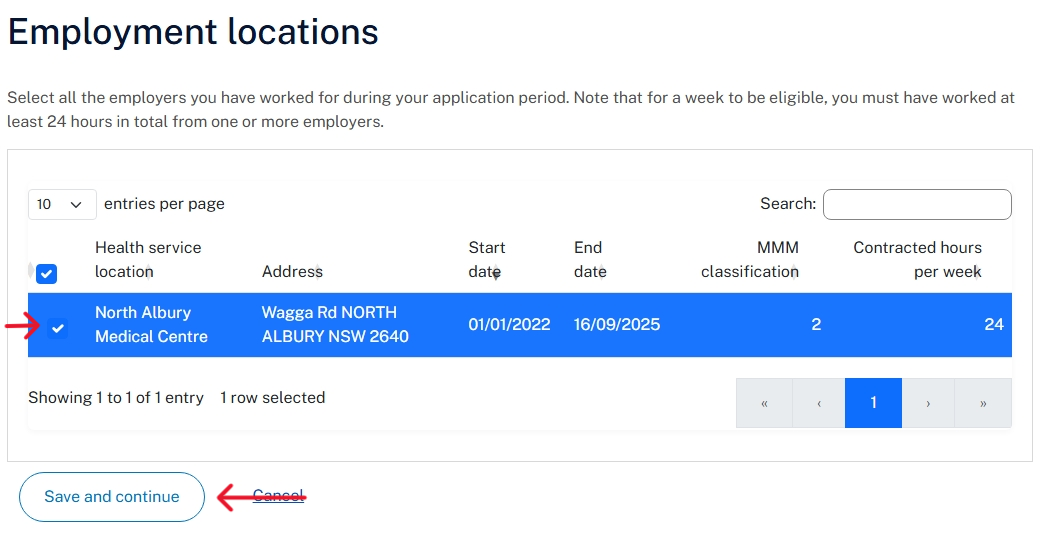 Employment locations
Select all the employers you have worked for during your application period. Note that for a week to be eligible, you must have worked at
least 24 hours in total from one or more employers.
10 entries per page Search:
Health service location Address Start date End date MMM classification Contracted hours per week
North Albury Medical Centre Wagga Rd NORTH ALBURY NSW 2640 01/01/2022 16/09/2025 2 24
Showing 1 to 1 of 1 entry 1 row selected « ‹ 1 › »
Save and continue Cancel